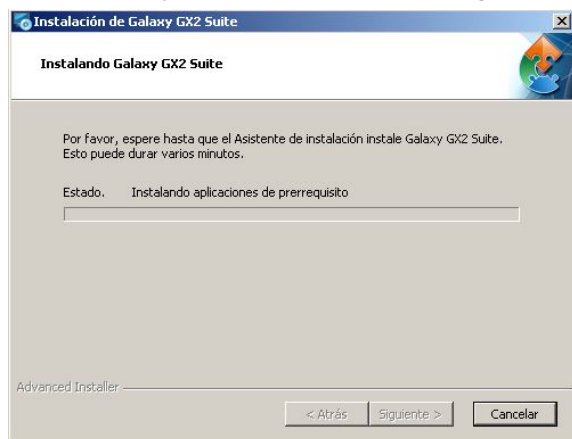 Instalación de Galaxy GX2 Suite
Instalando Galaxy GX2 Suite
Por favor, espere hasta que el Asistente de instalación instale Galaxy GX2 Suite.
Esto puede durar varios minutos.
Estado. Instalando aplicaciones de prerrequisito
Advanced Installer
< Atrás Siguiente > Cancelar